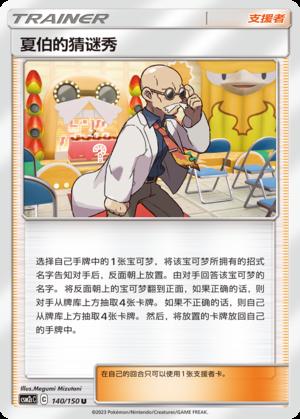 TRAINER
支援者
夏伯的猜谜秀
选择自己手牌中的1张宝可梦，将该宝可梦所拥有的招式
名字告知对手后，反面朝上放置。由对手回答该宝可梦的
名字。将反面朝上的宝可梦翻到正面，如果正确的话，则
对手从牌库上方抽取4张卡牌。如果不正确的话，则自己
从牌库上方抽取4张卡牌。然后，将放置的卡牌放回自己
的手牌中。
Illus.Megumi Mizutani
CSM2c C C 140/150 U
在自己的回合只可以使用1张支援者卡。
©2023 Pokémon/Nintendo/Creatures/GAME FREAK.